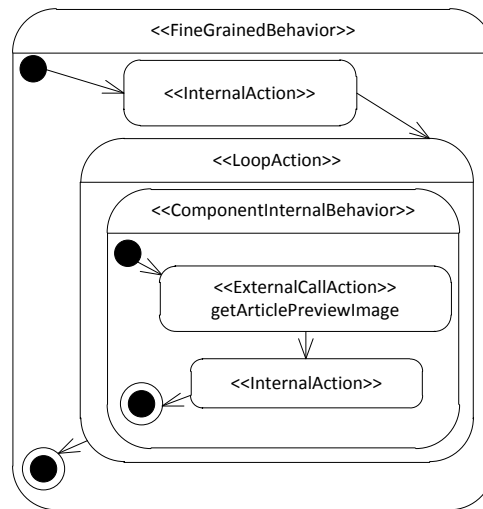 <<FineGrainedBehavior>>
<<InternalAction>>
<<LoopAction>>
<<ComponentInternalBehavior>>
<<ExternalCallAction>>
getArticlePreviewImage
<<InternalAction>>